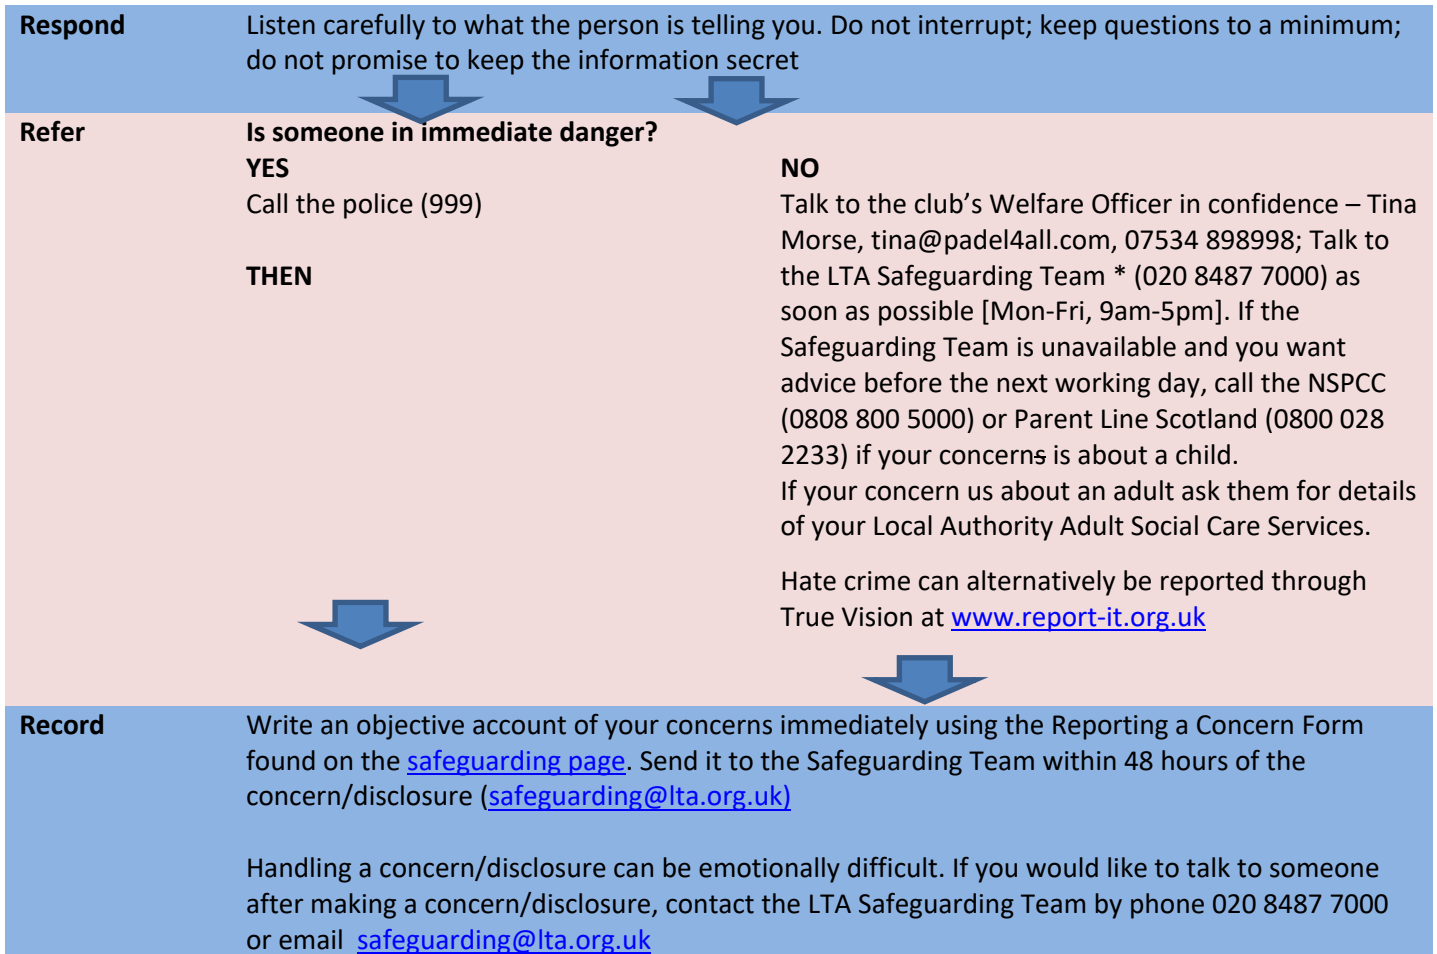 Respond
Listen carefully to what the person is telling you. Do not interrupt; keep questions to a minimum;
do not promise to keep the information secret
Refer
Is someone in immediate danger?
YES
Call the police (999)
THEN
NO
Talk to the club’s Welfare Officer in confidence – Tina
Morse, tina@padel4all.com, 07534 898998; Talk to
the LTA Safeguarding Team * (020 8487 7000) as
soon as possible [Mon-Fri, 9am-5pm]. If the
Safeguarding Team is unavailable and you want
advice before the next working day, call the NSPCC
(0808 800 5000) or Parent Line Scotland (0800 028
2233) if your concerns is about a child.
If your concern us about an adult ask them for details
of your Local Authority Adult Social Care Services.
Hate crime can alternatively be reported through
True Vision at www.report-it.org.uk
Record
Write an objective account of your concerns immediately using the Reporting a Concern Form
found on the safeguarding page. Send it to the Safeguarding Team within 48 hours of the
concern/disclosure (safeguarding@lta.org.uk)
Handling a concern/disclosure can be emotionally difficult. If you would like to talk to someone
after making a concern/disclosure, contact the LTA Safeguarding Team by phone 020 8487 7000
or email safeguarding@lta.org.uk